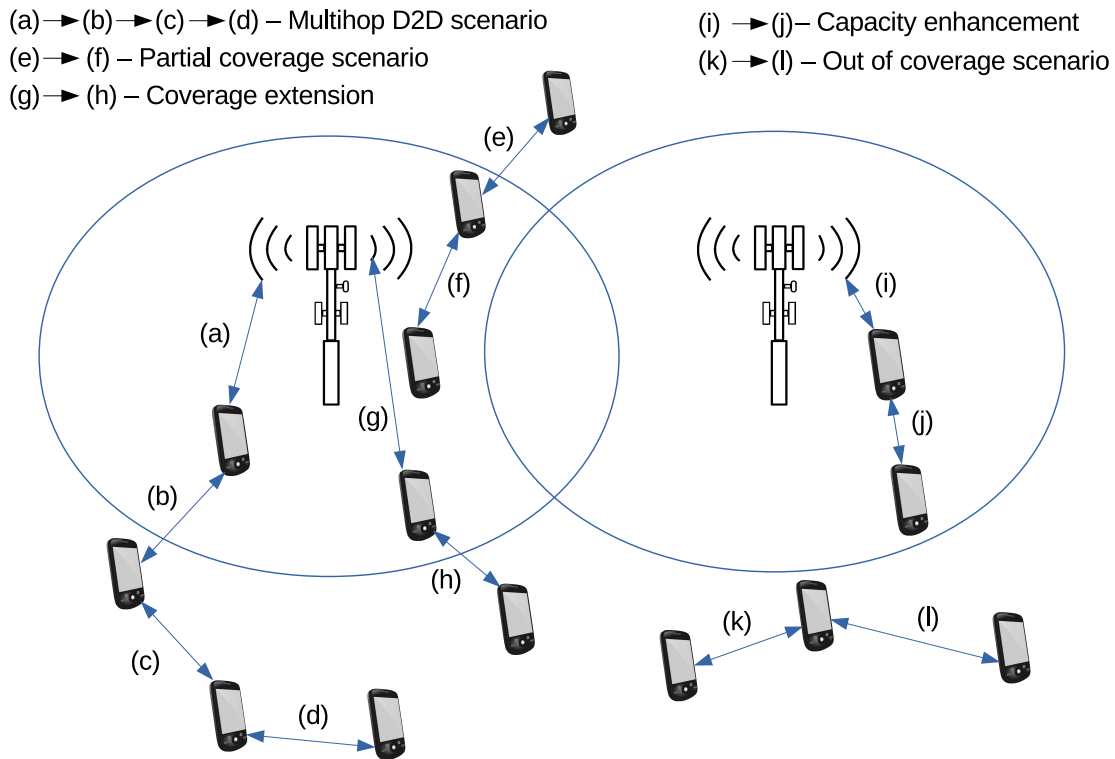 (a)→(b)→(c)→(d) – Multihop D2D scenario
(e)→(f) – Partial coverage scenario
(g)→(h) – Coverage extension
(i)→(j)– Capacity enhancement
(k)→(l) – Out of coverage scenario
(e)
(f)
(i)
(a)
(g)
(j)
(b)
(h)
(k)
(l)
(c)
(d)